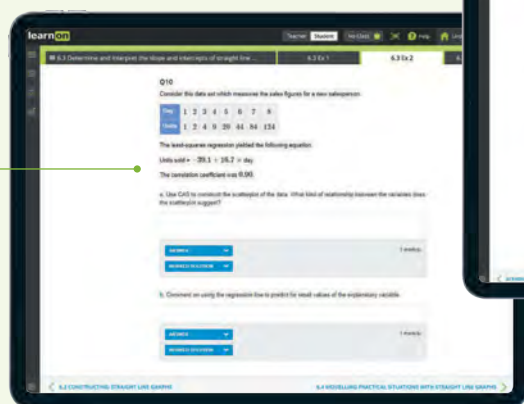 learnon
Teacher Student
Help
6.3 Determine and interpret the slope and intercepts of straight line ...
6.3 Ex 1
6.3 Ex 2
Q10
Consider this data set which measures the sales figures for a new salesperson.
Day 1 2 3 4 5 6 7 8
Units 1 2 4 9 20 44 84 124
The least-squares regression yielded the following equation.
Units sold = − 39.1 + 16.7 × day
The correlation coefficient was 0.90.
a. Use CAS to construct the scatterplot of the data. What kind of relationship between the variables does
the scatterplot suggest?
ANSWER
1 mark(s)
WORKED SOLUTION
b. Comment on using the regression line to predict for small values of the explanatory variable.
ANSWER
1 mark(s)
WORKED SOLUTION
6.2 CONSTRUCTING STRAIGHT LINE GRAPHS
6.4 MODELLING PRACTICAL SITUATIONS WITH STRAIGHT LINE GRAPHS